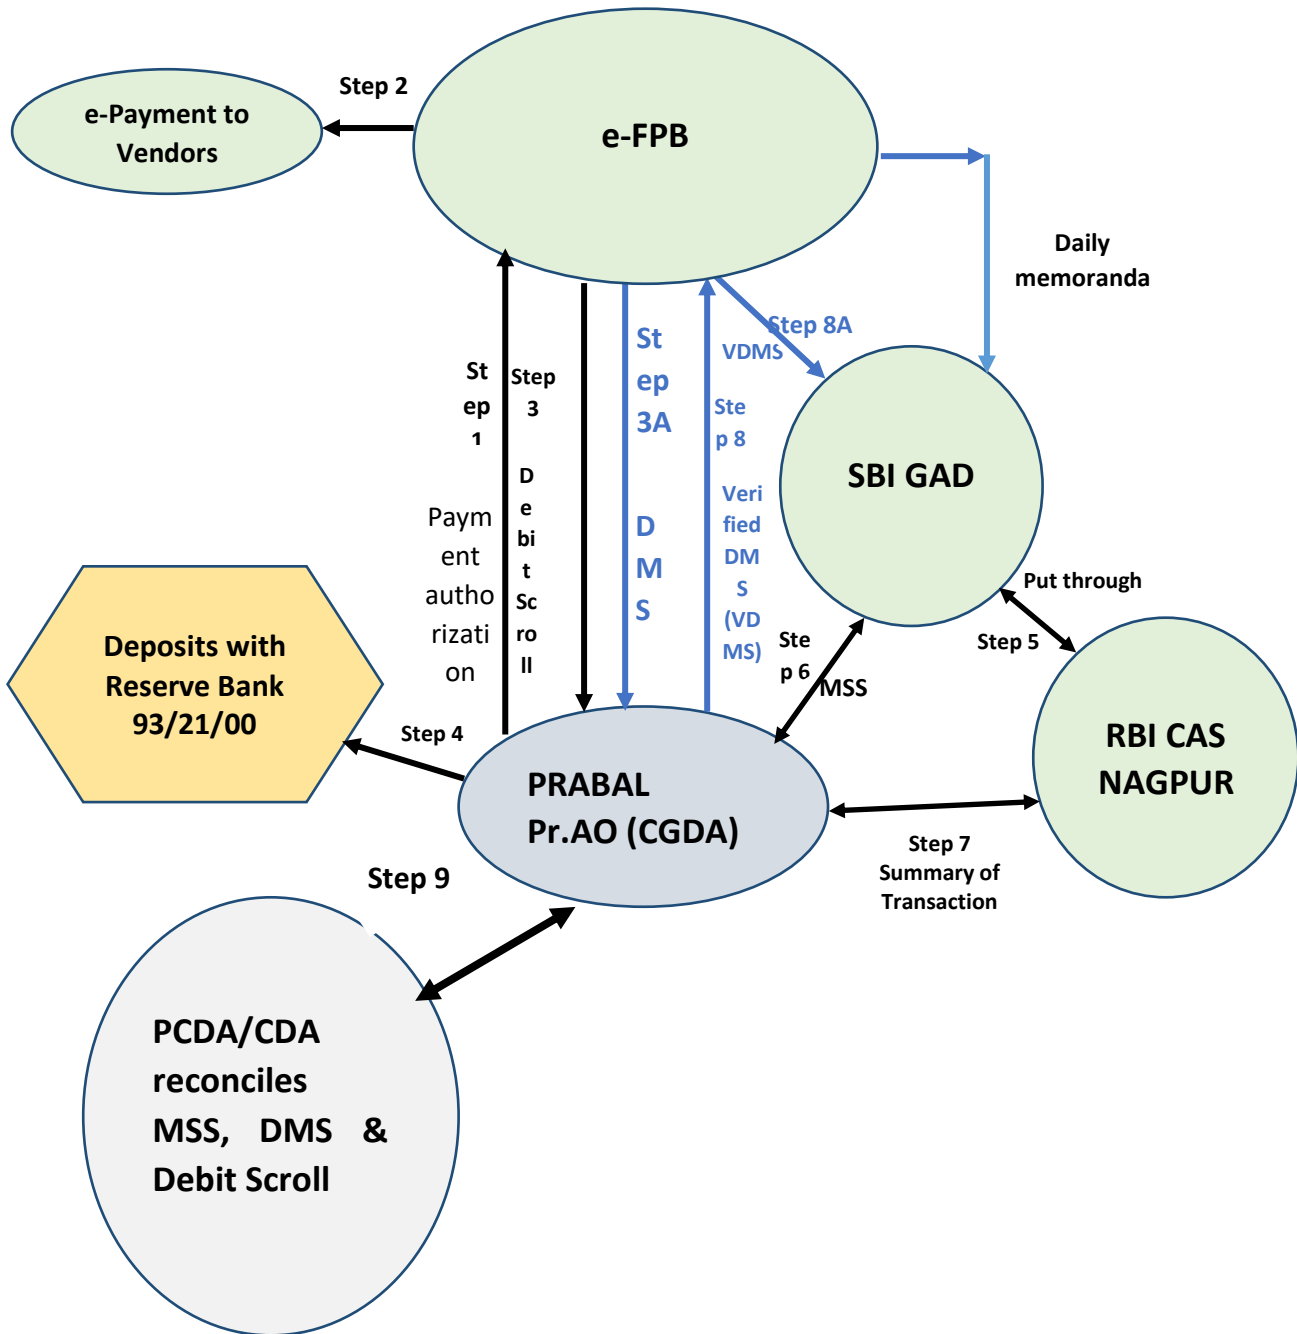 Step 2
e-Payment to
Vendors
e-FPB
Daily
memoranda
St
ep
1
Paym
ent
autho
rizati
on
Step
3
D
e
bi
t
Sc
ro
ll
St
ep
3A
D
M
S
Step 8A
VDMS
Ste
p 8
Veri
fied
DM
S
(VD
MS)
SBI GAD
Put through
Step 5
Ste
p 6
MSS
Deposits with
Reserve Bank
93/21/00
Step 4
PRABAL
Pr.AO (CGDA)
RBI CAS
NAGPUR
Step 7
Summary of
Transaction
Step 9
PCDA/CDA
reconciles
MSS, DMS &
Debit Scroll